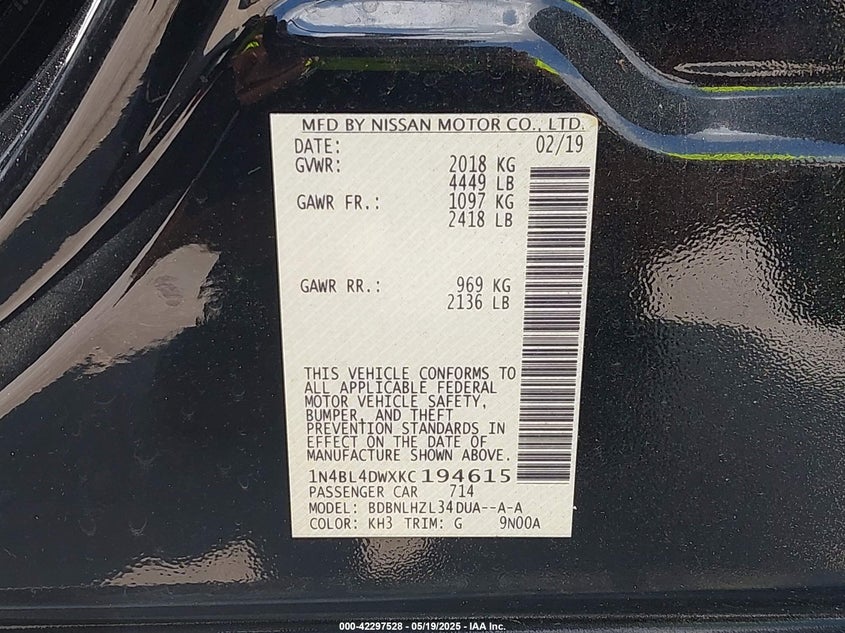 MFD BY NISSAN MOTOR CO., LTD.
DATE: 02/19
GVWR: 2018 KG
4449 LB
GAWR FR.: 1097 KG
2418 LB
GAWR RR.: 969 KG
2136 LB
THIS VEHICLE CONFORMS TO
ALL APPLICABLE FEDERAL
MOTOR VEHICLE SAFETY,
BUMPER, AND THEFT
PREVENTION STANDARDS IN
EFFECT ON THE DATE OF
MANUFACTURE SHOWN ABOVE.
1N4BL4DWXKC194615
PASSENGER CAR 714
MODEL: BDBNLHZL34DUA--A-A
COLOR: KH3 TRIM: G 9N00A
000-42297528 - 05/19/2025 - IAA Inc.